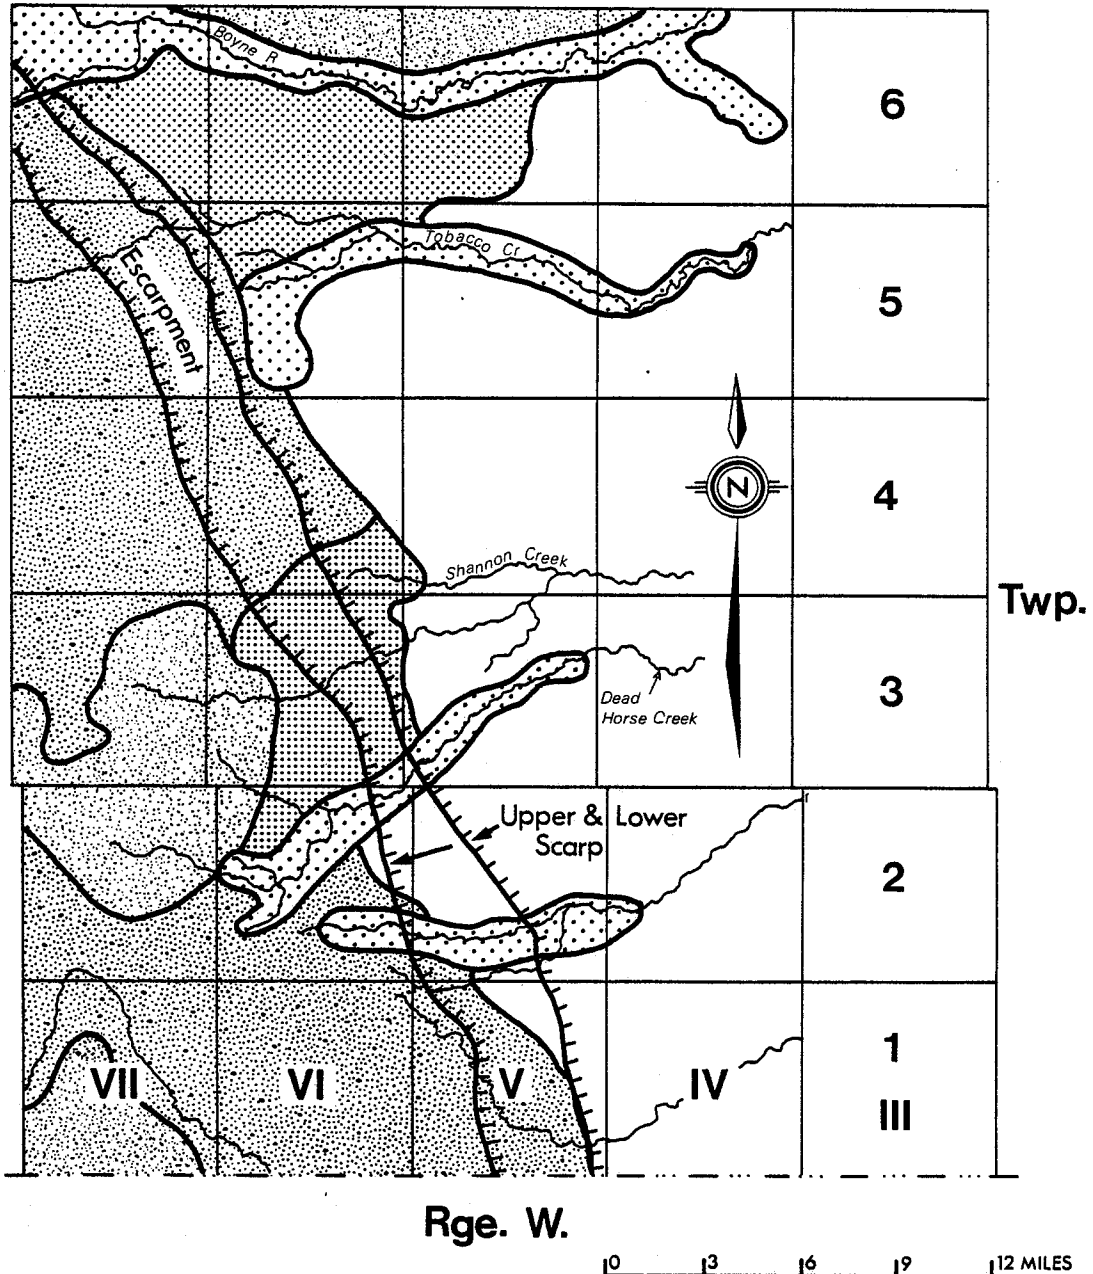 Boyne R
6
Tobacco Cr
Escarpment
5
N
4
Shannon Creek
Twp.
3
Dead
Horse Creek
Upper & Lower
Scarp
2
1
VII
VI
V
IV
III
Rge. W.
0
3
6
9
12 MILES